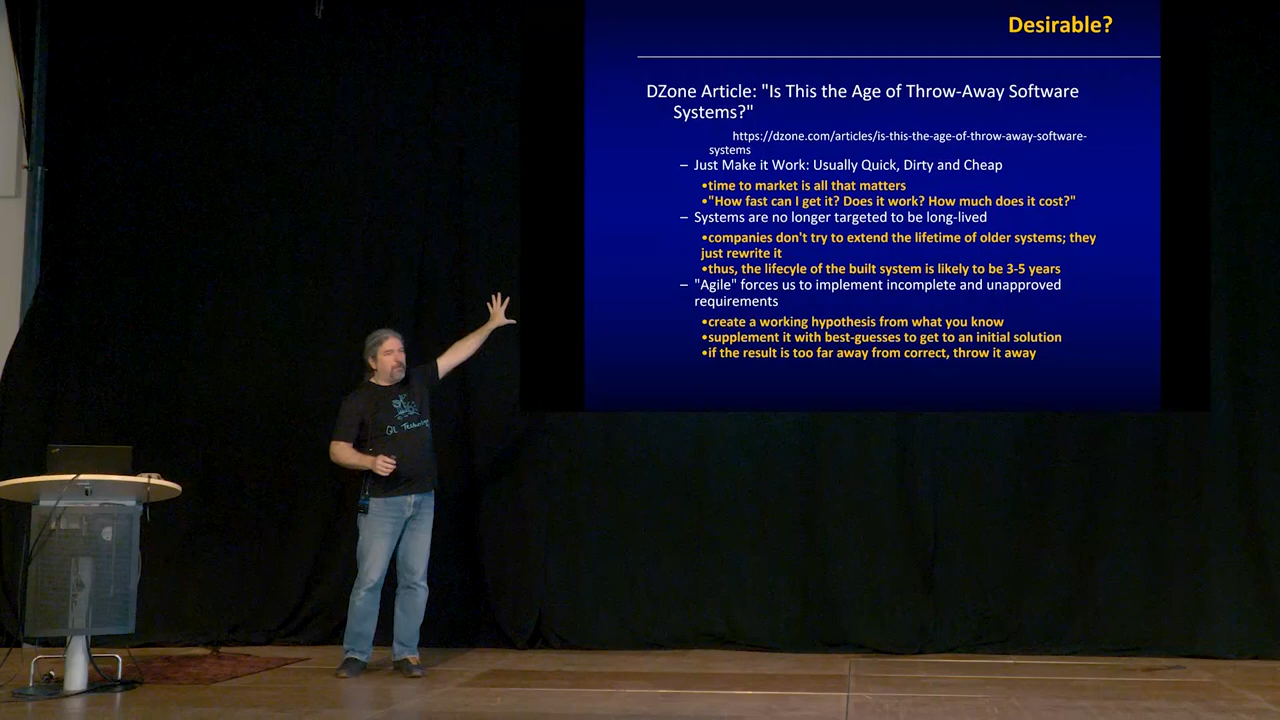 Desirable?
DZone Article: "Is This the Age of Throw-Away Software
Systems?"
https://dzone.com/articles/is-this-the-age-of-throw-away-software-
systems
– Just Make it Work: Usually Quick, Dirty and Cheap
•time to market is all that matters
•"How fast can I get it? Does it work? How much does it cost?"
– Systems are no longer targeted to be long-lived
•companies don't try to extend the lifetime of older systems; they
just rewrite it
•thus, the lifecyle of the built system is likely to be 3-5 years
– "Agile" forces us to implement incomplete and unapproved
requirements
•create a working hypothesis from what you know
•supplement it with best-guesses to get to an initial solution
•if the result is too far away from correct, throw it away